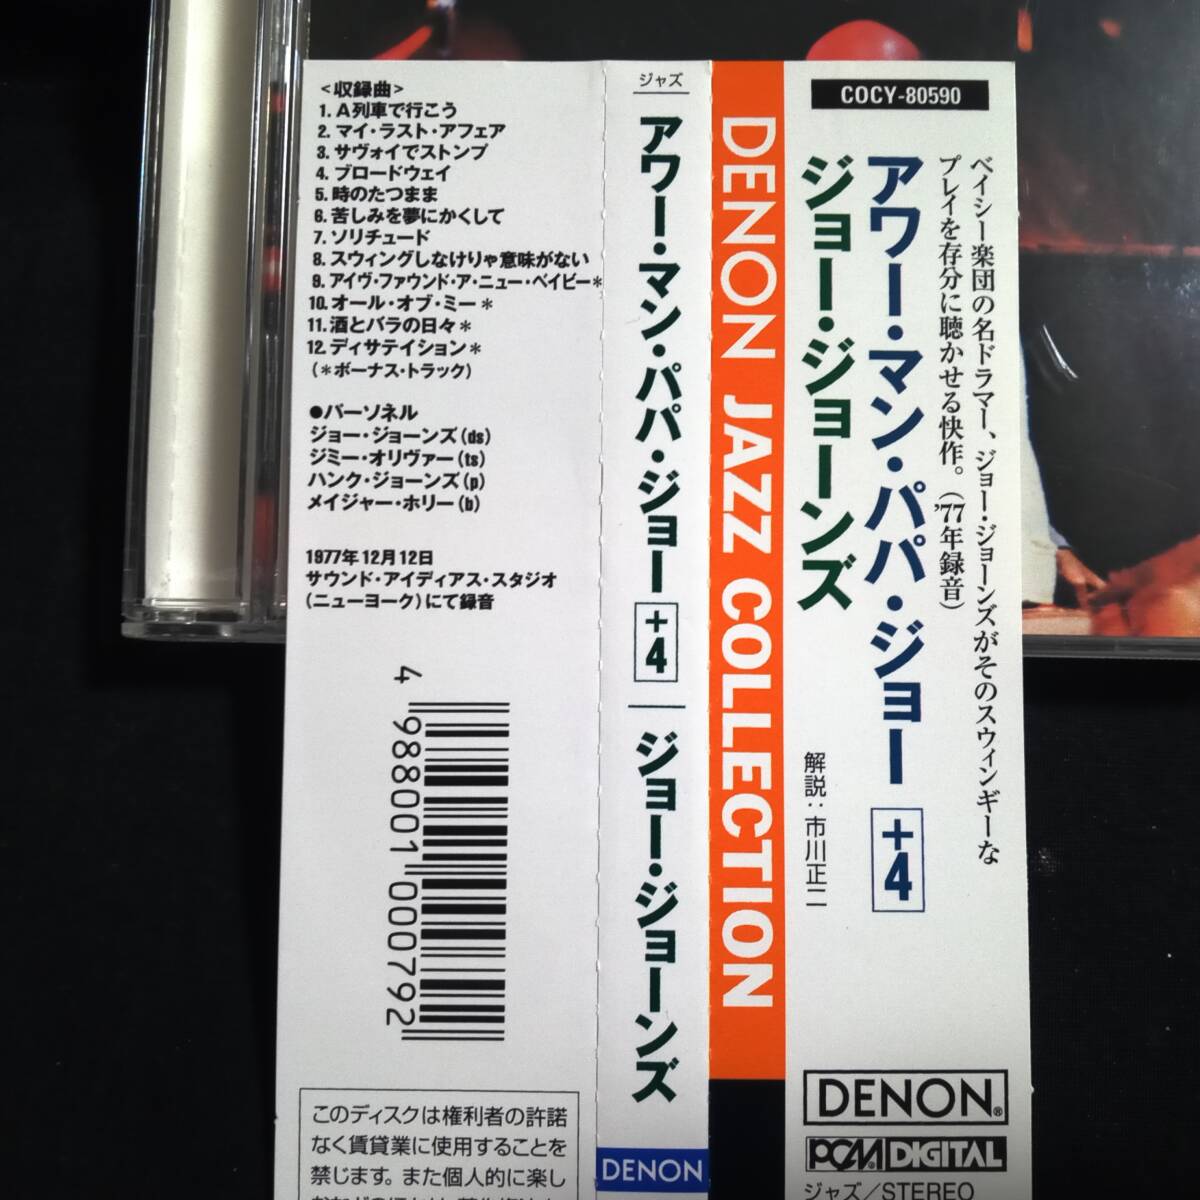 <収録曲>
1. A列車で行こう
2. マイ・ラスト・アフェア
3. サヴォイでストンプ
4. ブロードウェイ
5. 時のたつまま
6. 苦しみを夢にかくして
7. ソリチュード
8. スウィングしなけりゃ意味がない
9. アイヴ・ファウンド・ア・ニュー・ベイビー*
10. オール・オブ・ミー*
11. 酒とバラの日々*
12. ディサテイション*
(*ボーナス・トラック)
●パーソネル
ジョー・ジョーンズ(ds)
ジミー・オリヴァー(ts)
ハンク・ジョーンズ(p)
メイジャー・ホリー(b)
1977年12月12日
サウンド・アイディアス・スタジオ
(ニューヨーク)にて録音
4 988001 000792
このディスクは権利者の許諾
なく賃貸業に使用することを
禁じます。また個人的に楽し
ジャズ
アワー・マン・パパ・ジョー +4 ジョー・ジョーンズ
DENON
DENON JAZZ COLLECTION
COCY-80590
ベイシー楽団の名ドラマー、ジョー・ジョーンズがそのスウィンギーな
プレイを存分に聴かせる快作。('77年録音)
アワー・マン・パパ・ジョー +4
ジョー・ジョーンズ
解説:市川正二
DENON®
PCM® DIGITAL
ジャズ/STEREO